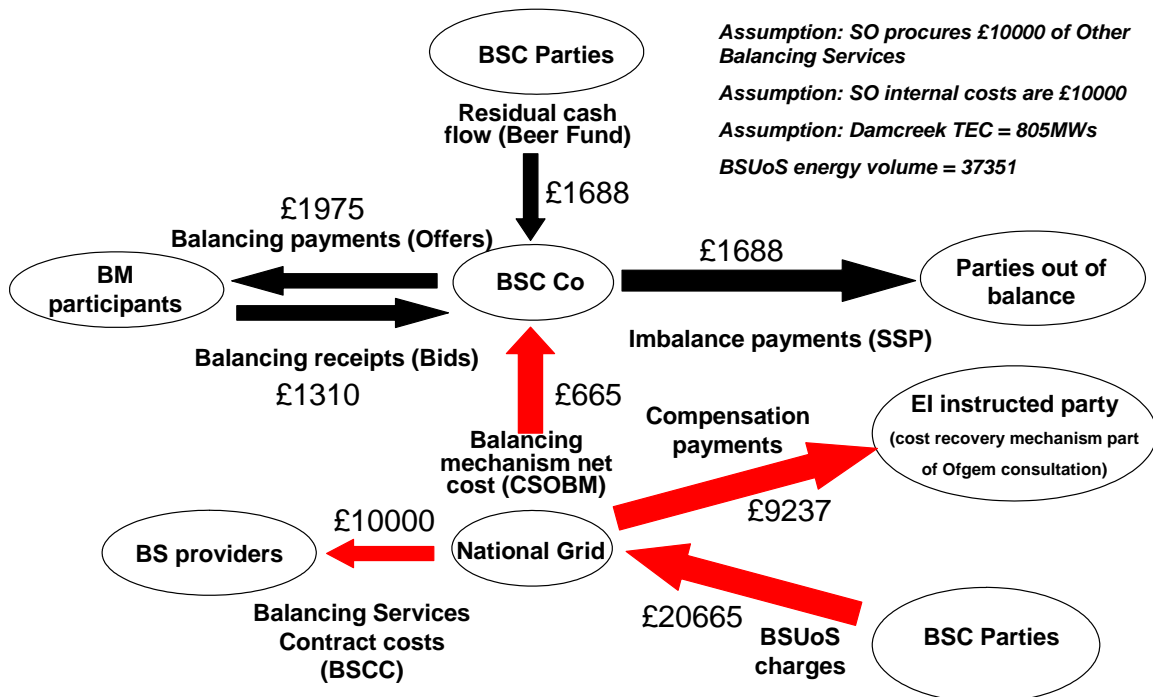 BSC Parties
Assumption: SO procures £10000 of Other
Balancing Services
Assumption: SO internal costs are £10000
Assumption: Damcreek TEC = 805MWs
BSUoS energy volume = 37351
Residual cash
flow (Beer Fund)
£1688
£1975
Balancing payments (Offers)
BM
participants
BSC Co
£1688
Parties out of
balance
Balancing receipts (Bids)
£1310
Imbalance payments (SSP)
£665
Balancing
mechanism net
cost (CSOBM)
Compensation
payments
EI instructed party
(cost recovery mechanism part
of Ofgem consultation)
£9237
£10000
BS providers
National Grid
Balancing Services
Contract costs
(BSCC)
£20665
BSUoS
charges
BSC Parties